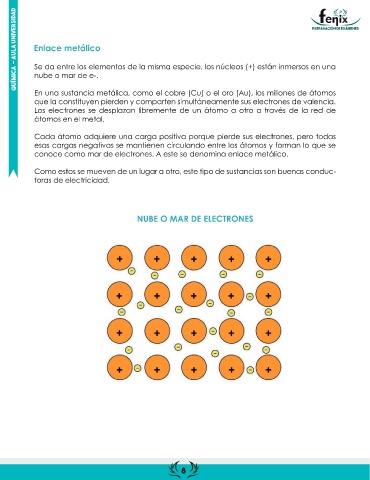 fenix
PREPARACIÓN DE EXÁMENES
QUÍMICA - AULA UNIVERSIDAD
Enlace metálico
Se da entre los elementos de la misma especie, los núcleos (+) están inmersos en una
nube o mar de e-.
En una sustancia metálica, como el cobre (Cu) o el oro (Au), los millones de átomos
que la constituyen pierden y comparten simultáneamente sus electrones de valencia.
Los electrones se desplazan libremente de un átomo a otro a través de la red de
átomos en el metal.
Cada átomo adquiere una carga positiva porque pierde sus electrones, pero todas
esas cargas negativas se mantienen circulando entre los átomos y forman lo que se
conoce como mar de electrones. A este se denomina enlace metálico.
Como estos se mueven de un lugar a otro, este tipo de sustancias son buenas conduc-
toras de electricidad.
NUBE O MAR DE ELECTRONES
+ + + + +
- - - - -
+ + + + +
- - - - - - -
+ + + + +
- - - - -
+ + + + +
- -
8